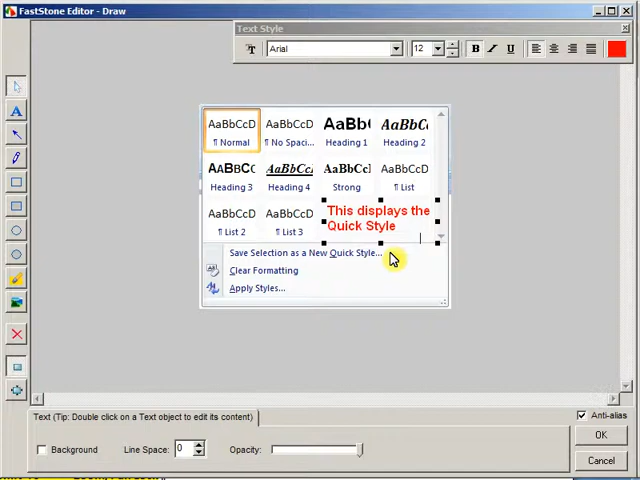 FastStone Editor - Draw
Text Style
Arial
12
B
I
U
AaBbCcD AaBbCcD AaBb( AaBbCc
¶ Normal ¶ No Spaci... Heading 1 Heading 2
AABBCC AaBbCcI AaBbCcI AaBbCcD
Heading 3 Heading 4 Strong ¶ List
AaBbCcD AaBbCcD This displays the
Quick Style
¶ List 2 ¶ List 3
Save Selection as a New Quick Style...
Clear Formatting
Apply Styles...
Text (Tip: Double click on a Text object to edit its content)
Anti-alias
Background Line Space: 0 Opacity:
OK
Cancel